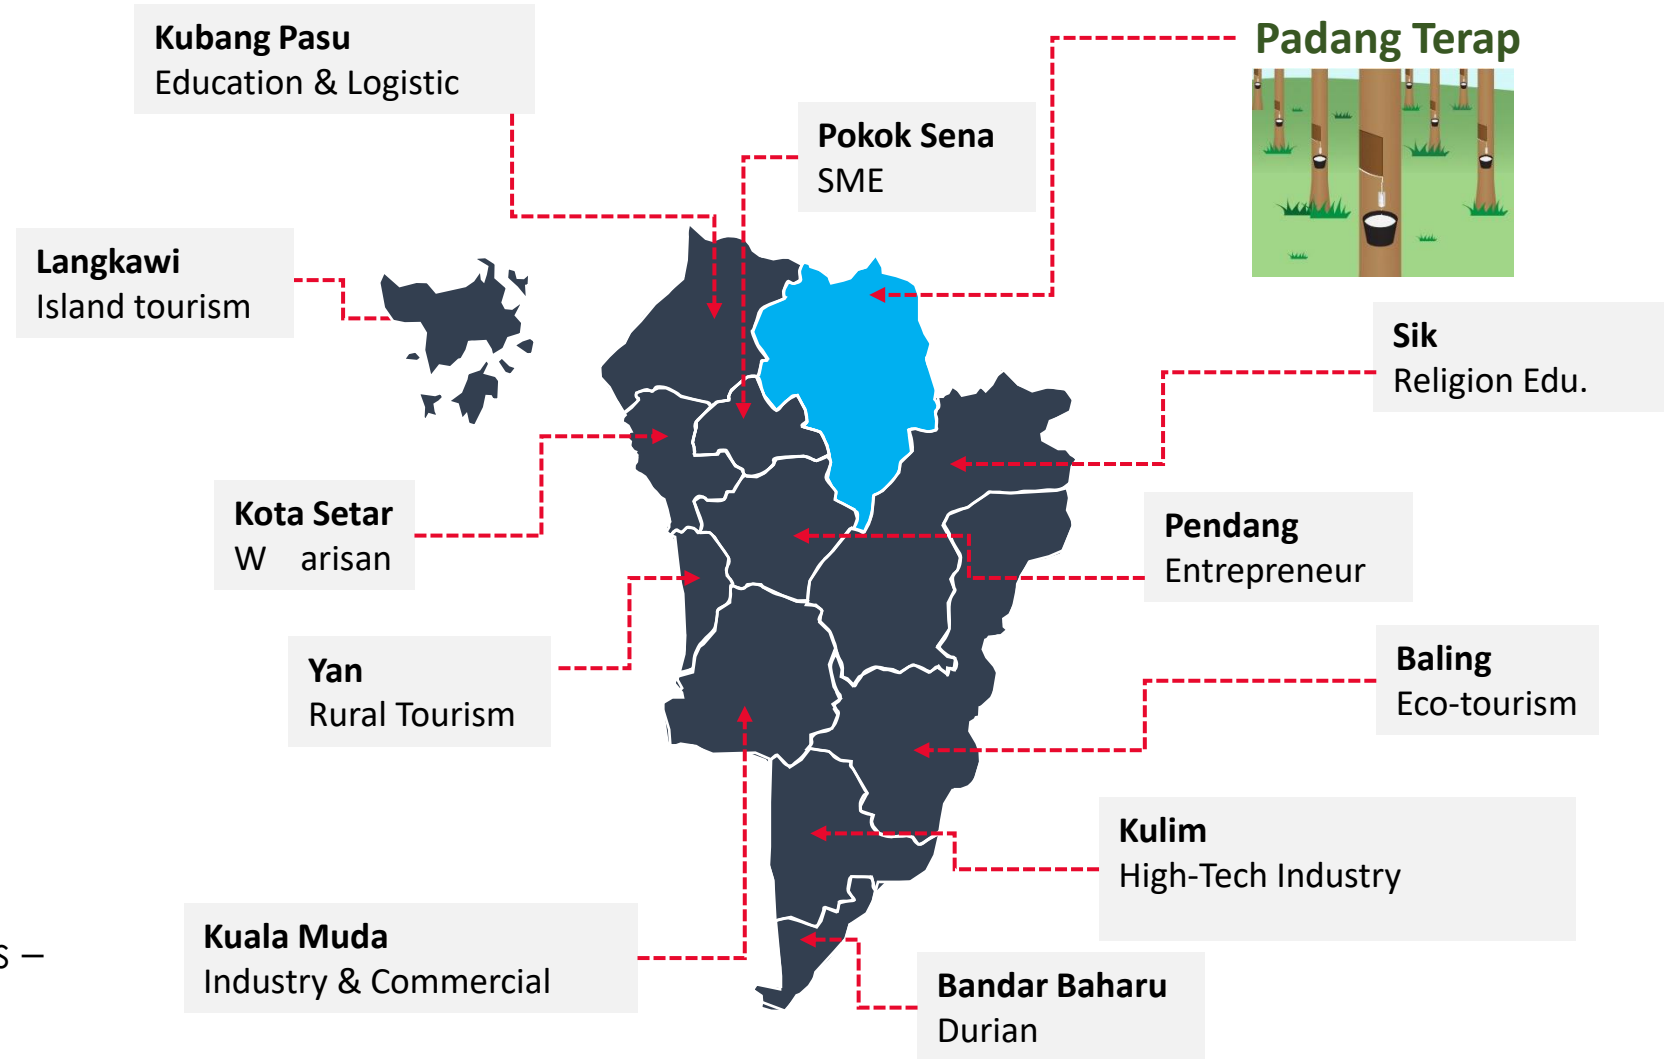 Kubang Pasu
Education & Logistic
Padang Terap
Pokok Sena
SME
Langkawi
Island tourism
Sik
Religion Edu.
Kota Setar
W arisan
Pendang
Entrepreneur
Yan
Rural Tourism
Baling
Eco-tourism
Kulim
High-Tech Industry
Kuala Muda
Industry & Commercial
s –
Bandar Baharu
Durian